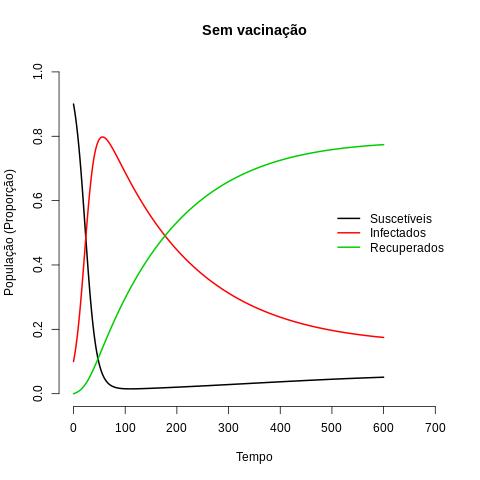 Sem vacinação
População (Proporção)
1.0
0.8
0.6
0.4
0.2
0.0
Suscetíveis
Infectados
Recuperados
0 100 200 300 400 500 600 700
Tempo